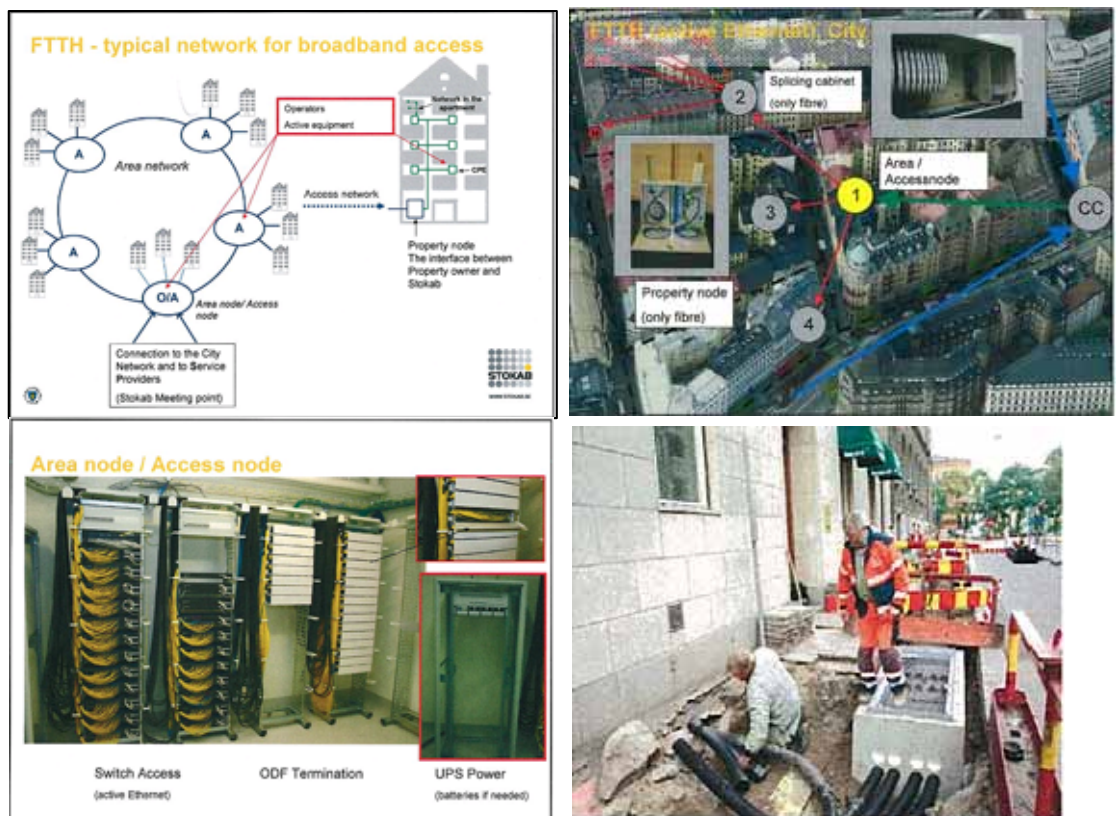 FTTH - typical network for broadband access
Operators
Active equipment
Network in the
apartment
A
A
Area network
CPE
Access network
A
A
Property node
The interface between
Property owner and
Stokab
O/A
Area node/ Access
node
Connection to the City
Network and to Service
Providers
(Stokab Meeting point)
STOKAB
WWW.STOKAB.SE
FTTH (active Ethernet), City
2
Splicing cabinet
(only fibre)
Area /
Accessnode
1
3
CC
Property node
(only fibre)
4
Area node / Access node
Switch Access
(active Ethernet)
ODF Termination
UPS Power
(batteries if needed)